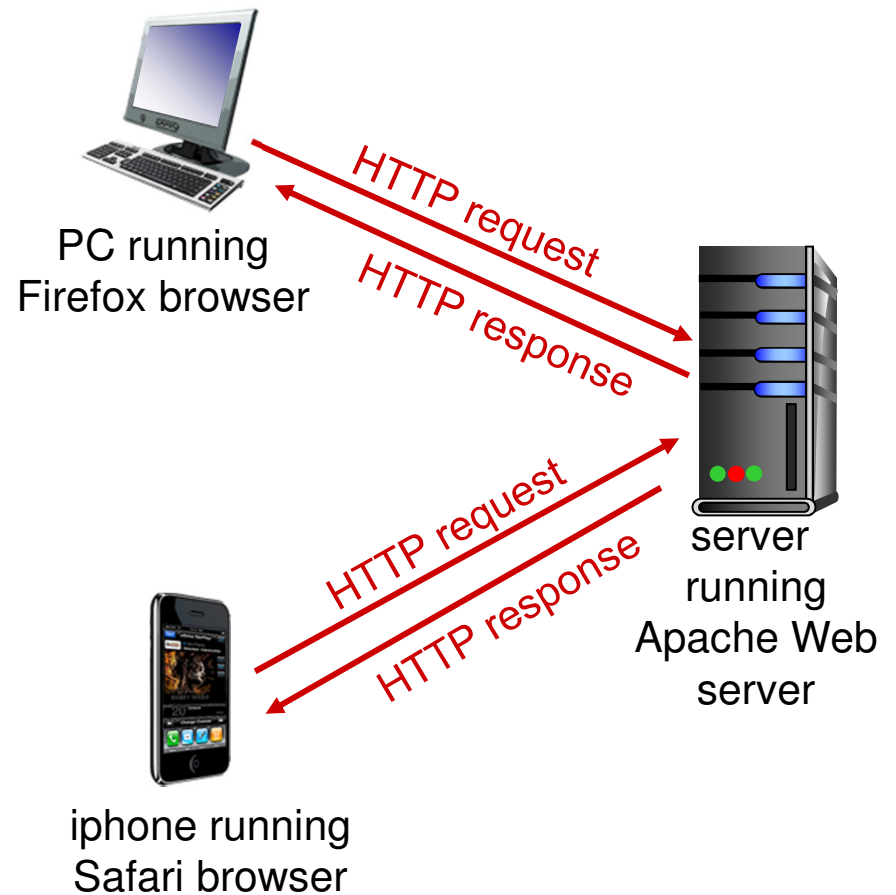 HTTP request
HTTP response
PC running
Firefox browser
HTTP request
HTTP response
server
running
Apache Web
server
iphone running
Safari browser